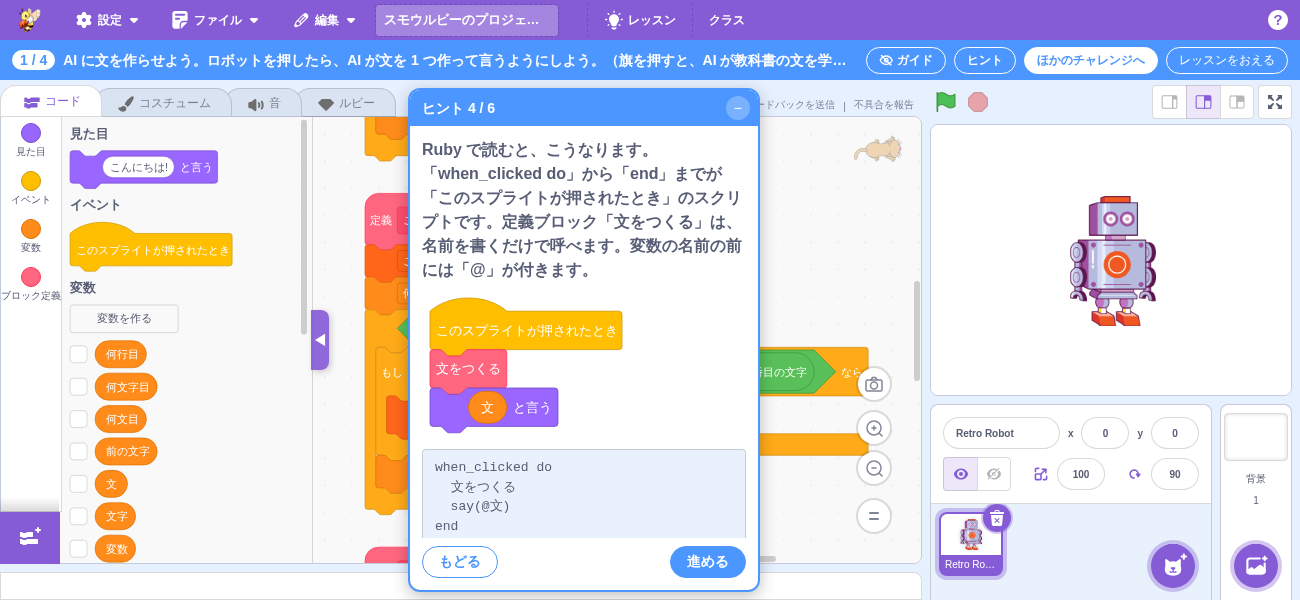 設定
ファイル
編集
スモウルビーのプロジェ…
レッスン
クラス
?
1 / 4
AI に文を作らせよう。ロボットを押したら、AI が文を 1 つ作って言うようにしよう。（旗を押すと、AI が教科書の文を学…
ガイド
ヒント
ほかのチャレンジへ
レッスンをおえる
コード
コスチューム
音
ルビー
ードバックを送信 | 不具合を報告
見た目
イベント
変数
ブロック定義
見た目
こんにちは! と言う
イベント
このスプライトが押されたとき
変数
変数を作る
何行目
何文字目
何文目
前の文字
文
文字
変数
定義
もし
番目の文字
なら
ヒント 4 / 6
Ruby で読むと、こうなります。
「when_clicked do」から「end」までが
「このスプライトが押されたとき」のスクリ
プトです。定義ブロック「文をつくる」は、
名前を書くだけで呼べます。変数の名前の前
には「@」が付きます。
このスプライトが押されたとき
文をつくる
文 と言う
when_clicked do
文をつくる
say(@文)
end
もどる
進める
Retro Robot
x
0
y
0
100
90
背景
1
Retro Ro…